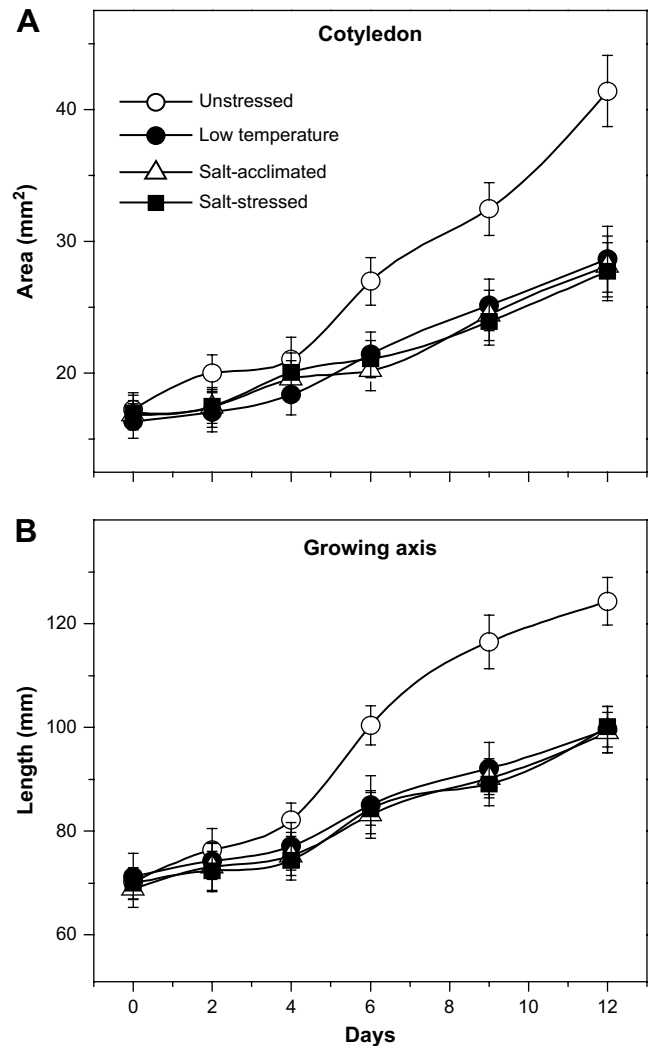 A
Cotyledon
Unstressed
Low temperature
Salt-acclimated
Salt-stressed
40
30
20
Area (mm²)
B
Growing axis
120
100
80
60
Length (mm)
0 2 4 6 8 10 12
Days